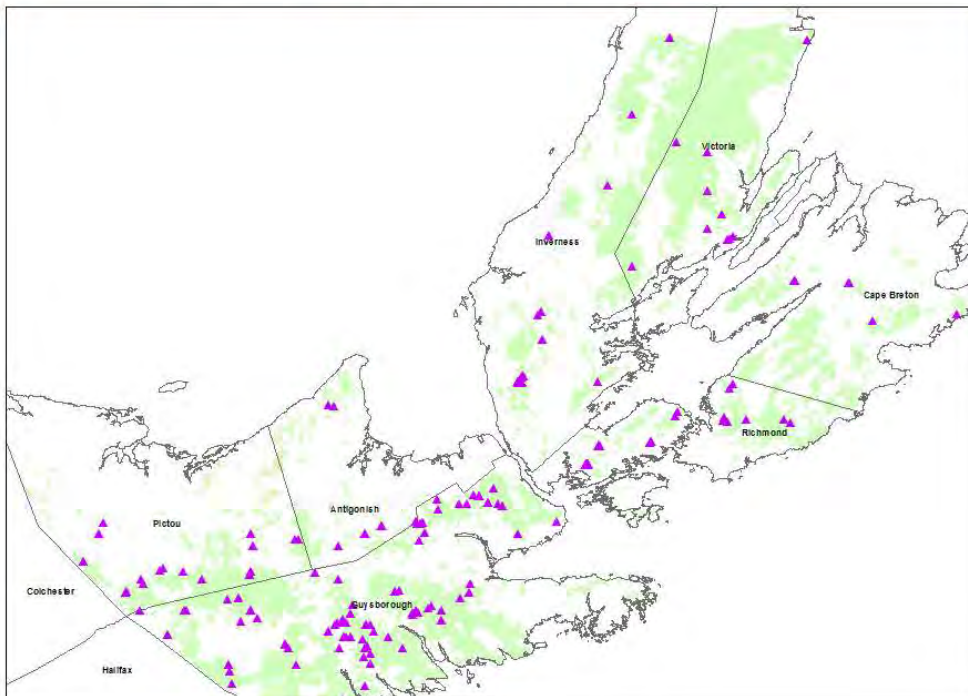 Victoria
Inverness
Cape Breton
Richmond
Antigonish
Pictou
Colchester
Guysborough
Halifax